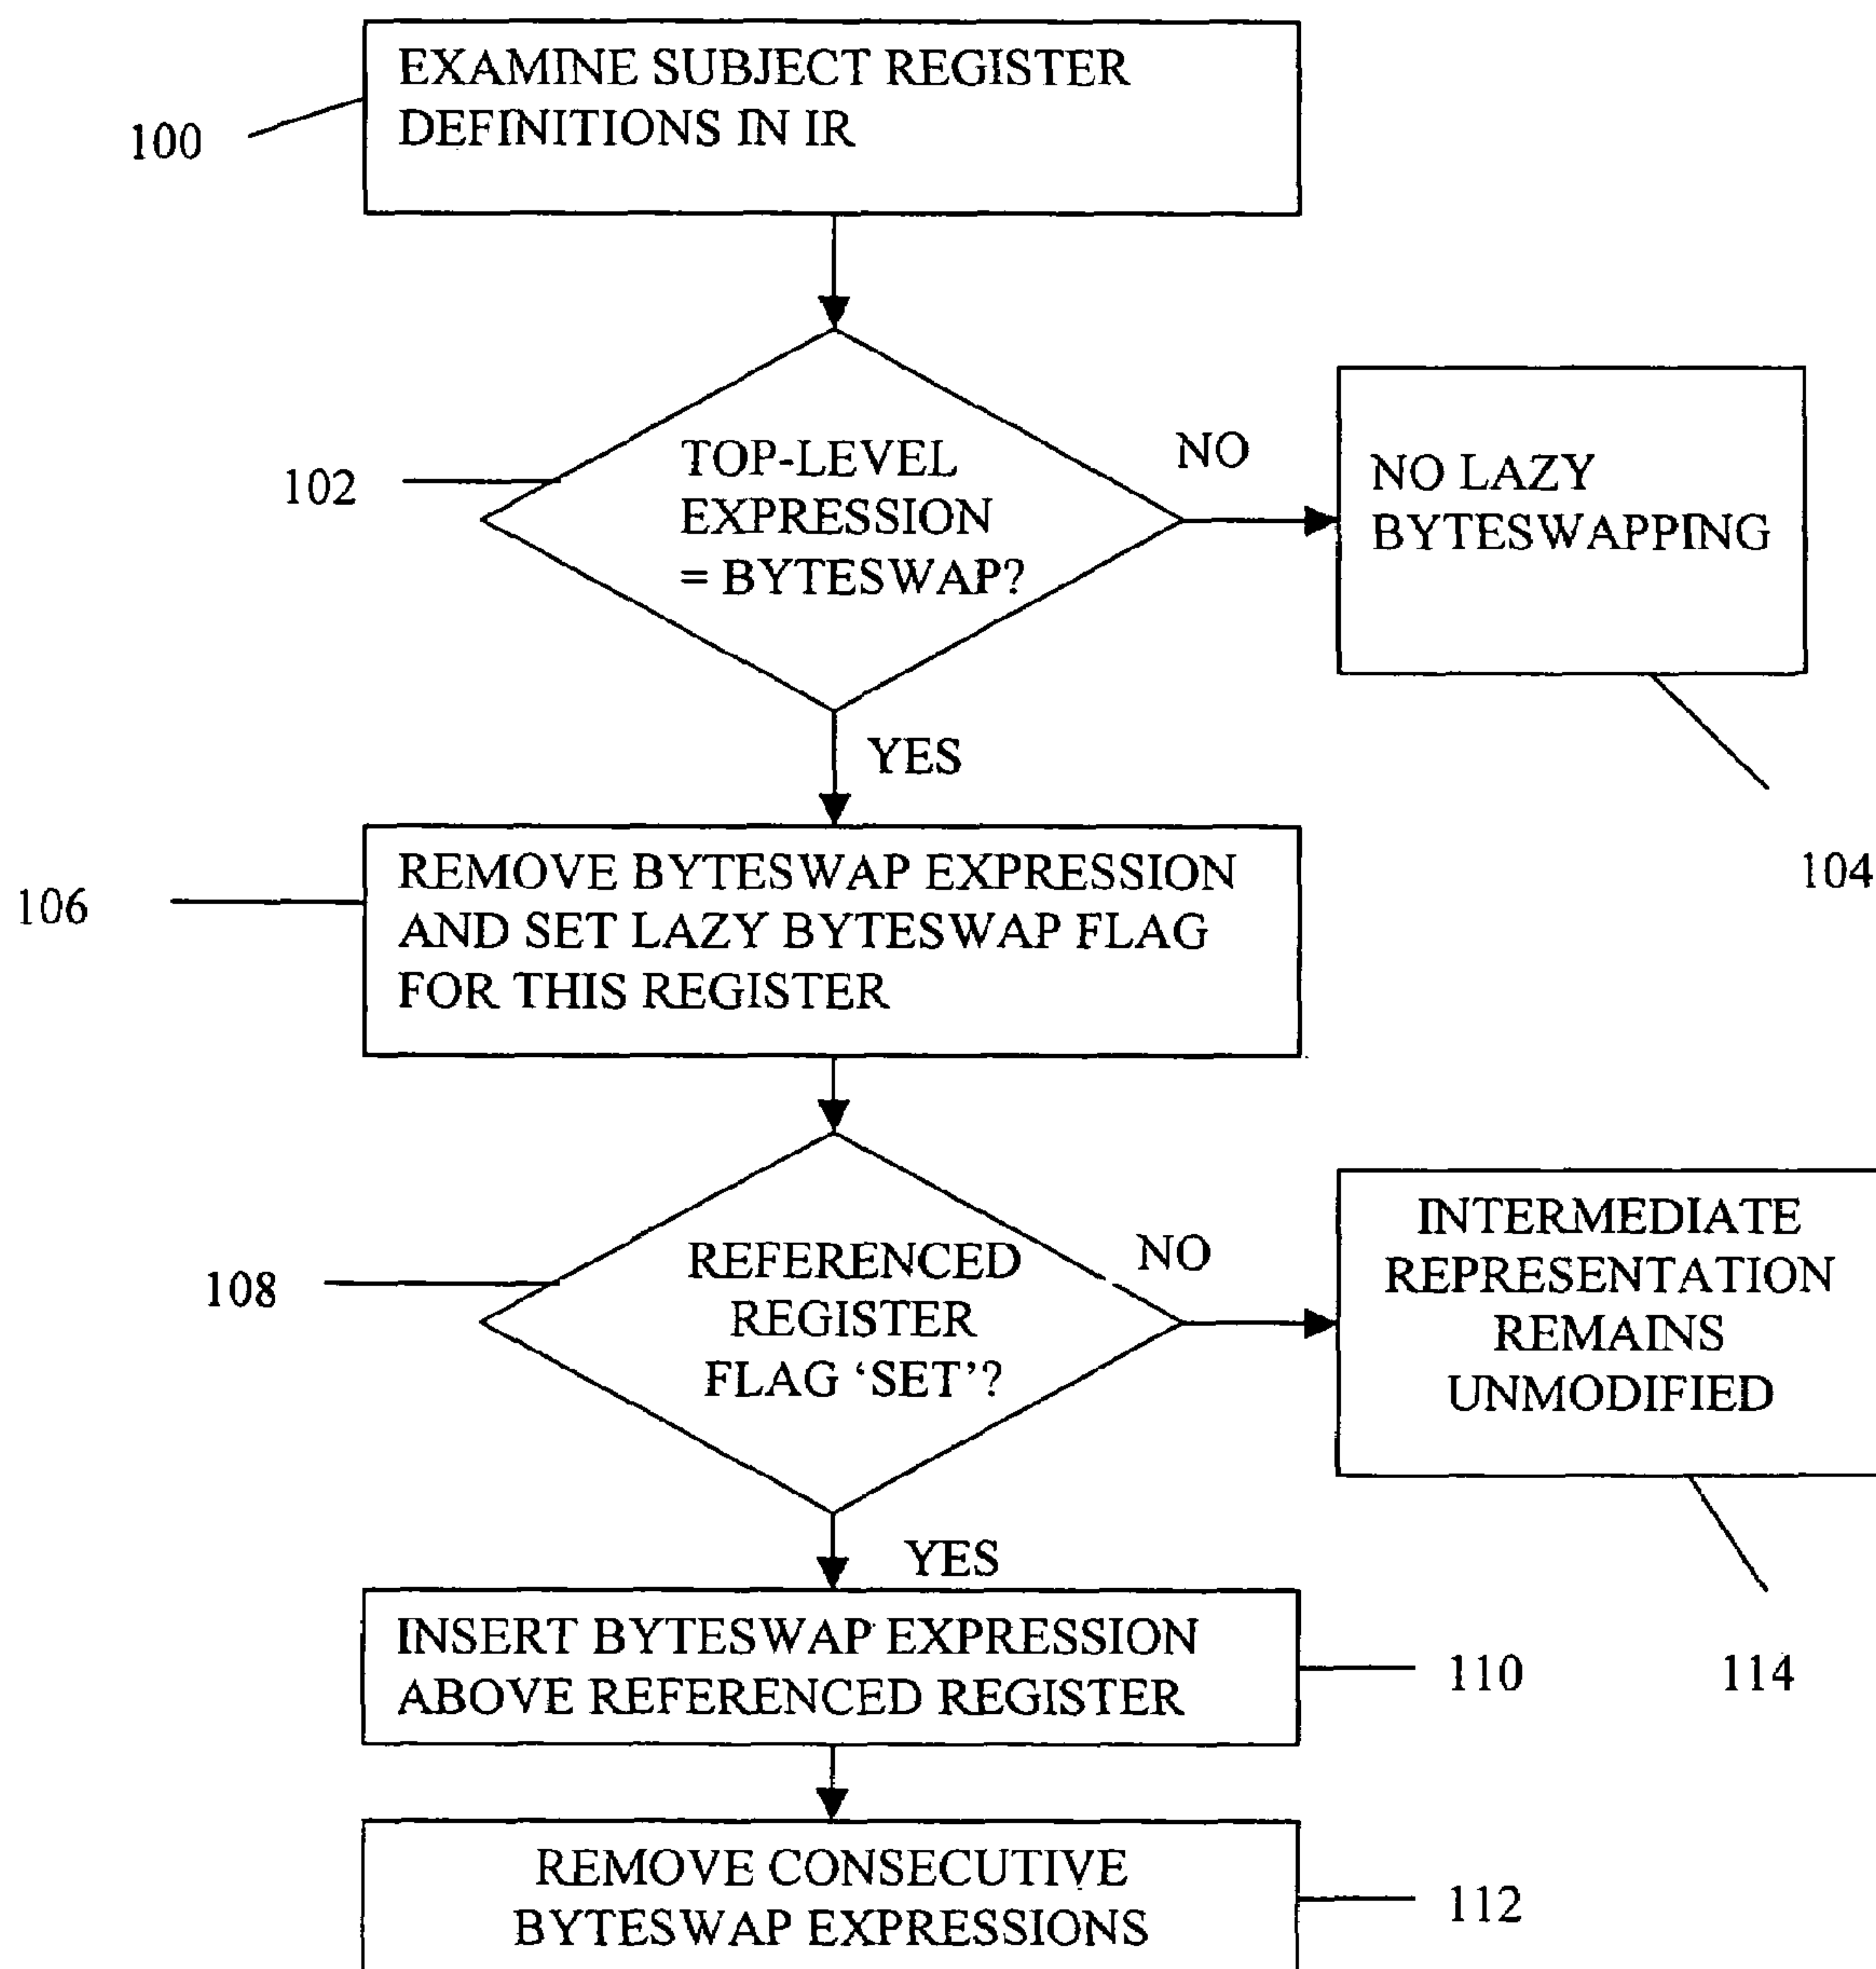 EXAMINE SUBJECT REGISTER
DEFINITIONS IN IR
100
TOP-LEVEL
EXPRESSION
= BYTESWAP?
102
NO
NO LAZY
BYTESWAPPING
104
YES
REMOVE BYTESWAP EXPRESSION
AND SET LAZY BYTESWAP FLAG
FOR THIS REGISTER
106
REFERENCED
REGISTER
FLAG ‘SET’?
108
NO
INTERMEDIATE
REPRESENTATION
REMAINS
UNMODIFIED
114
YES
INSERT BYTESWAP EXPRESSION
ABOVE REFERENCED REGISTER
110
REMOVE CONSECUTIVE
BYTESWAP EXPRESSIONS
112